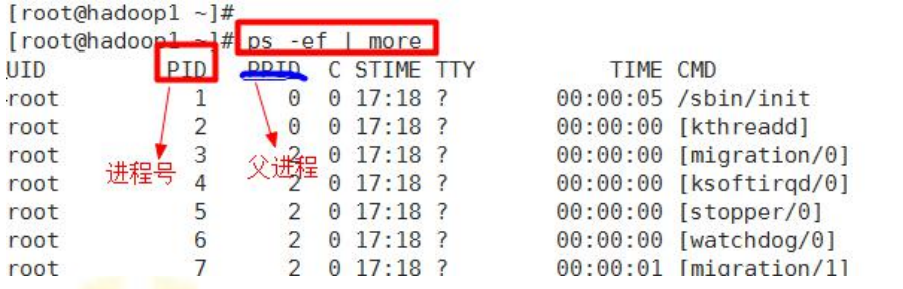 [root@hadoop1 ~]#
[root@hadoop1 ~]# ps -ef | more
UID PID PPID C STIME TTY TIME CMD
root 1 0 0 17:18 ? 00:00:05 /sbin/init
root 2 0 0 17:18 ? 00:00:00 [kthreadd]
root 3 2 0 17:18 ? 00:00:00 [migration/0]
进程号 父进程
root 4 2 0 17:18 ? 00:00:00 [ksoftirqd/0]
root 5 2 0 17:18 ? 00:00:00 [stopper/0]
root 6 2 0 17:18 ? 00:00:00 [watchdog/0]
root 7 2 0 17:18 ? 00:00:01 [migration/1]